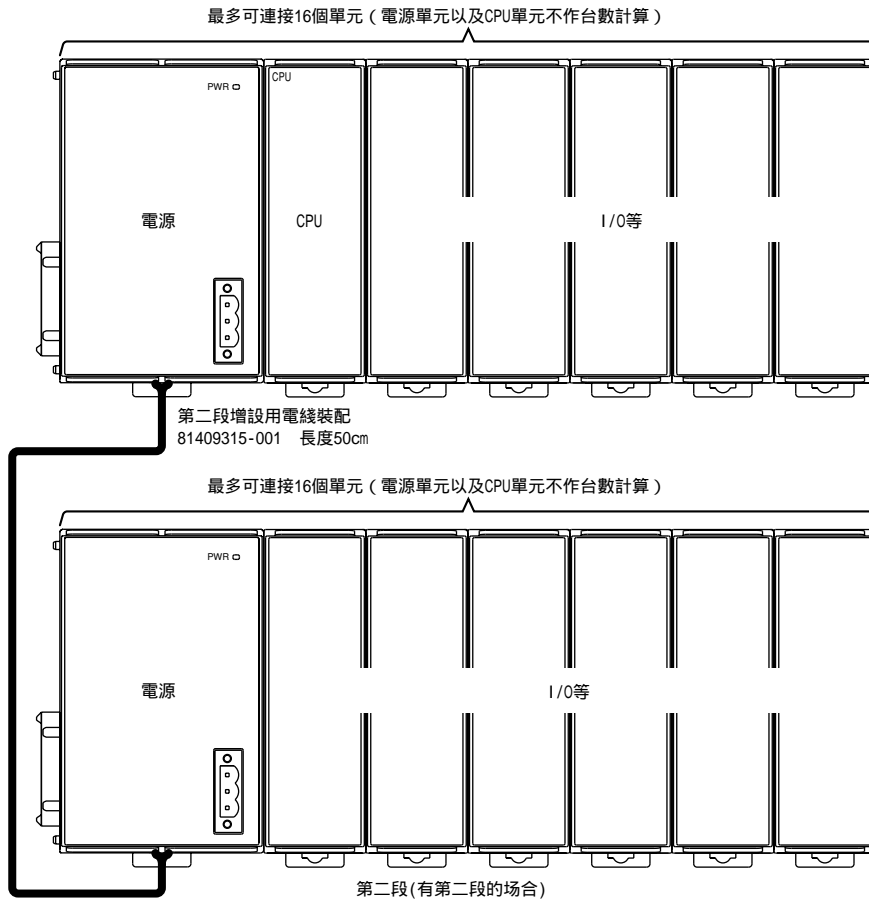 最多可連接16個單元（電源單元以及CPU單元不作台數計算）
PWR
CPU
電源
CPU
I/O等
第二段增設用電綫裝配
81409315-001　長度50cm
最多可連接16個單元（電源單元以及CPU單元不作台數計算）
PWR
電源
I/O等
第二段(有第二段的场合)